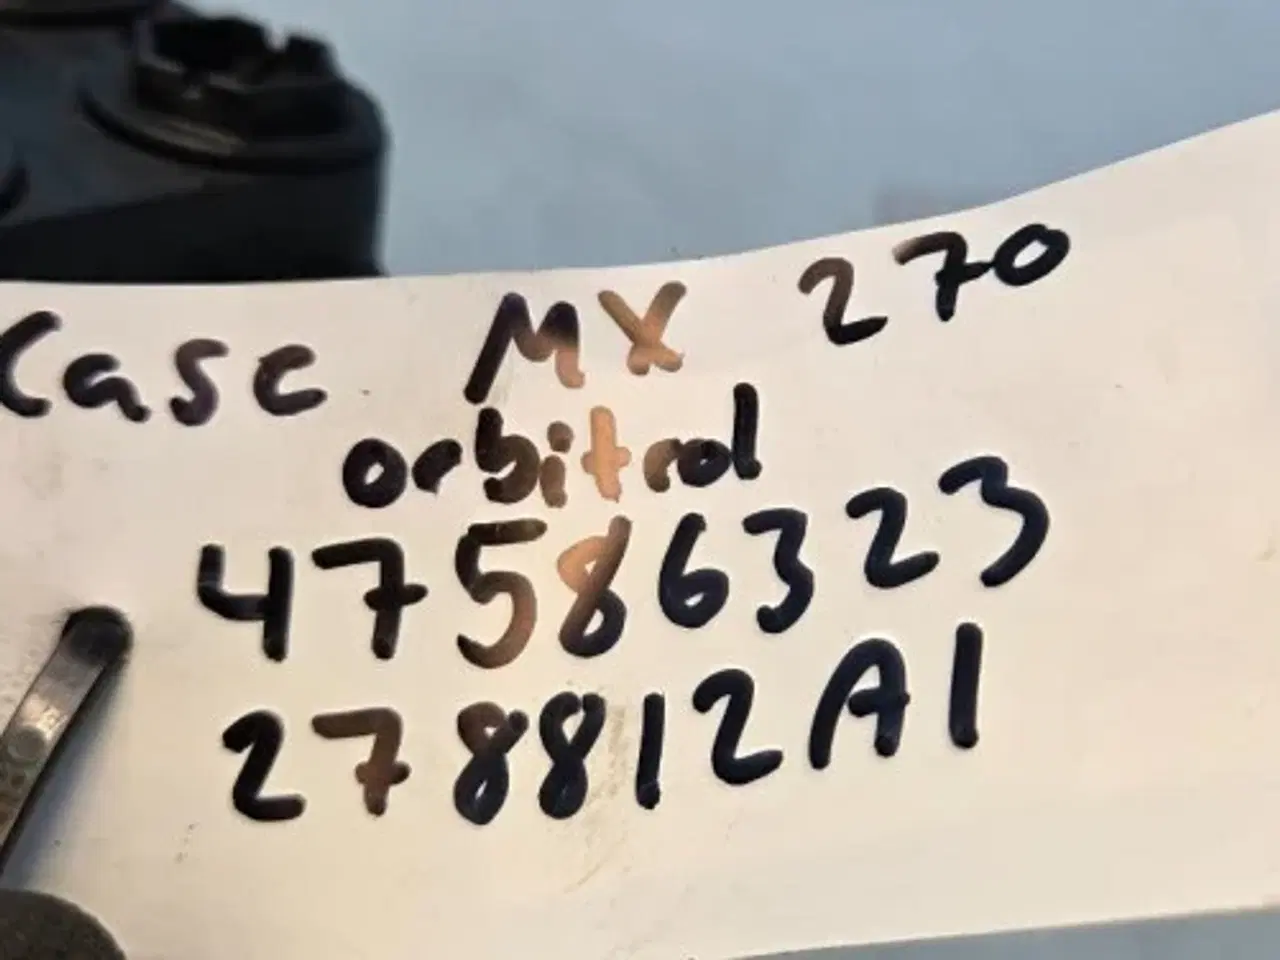 Case MX 270
orbitrol
47586323
278812A1